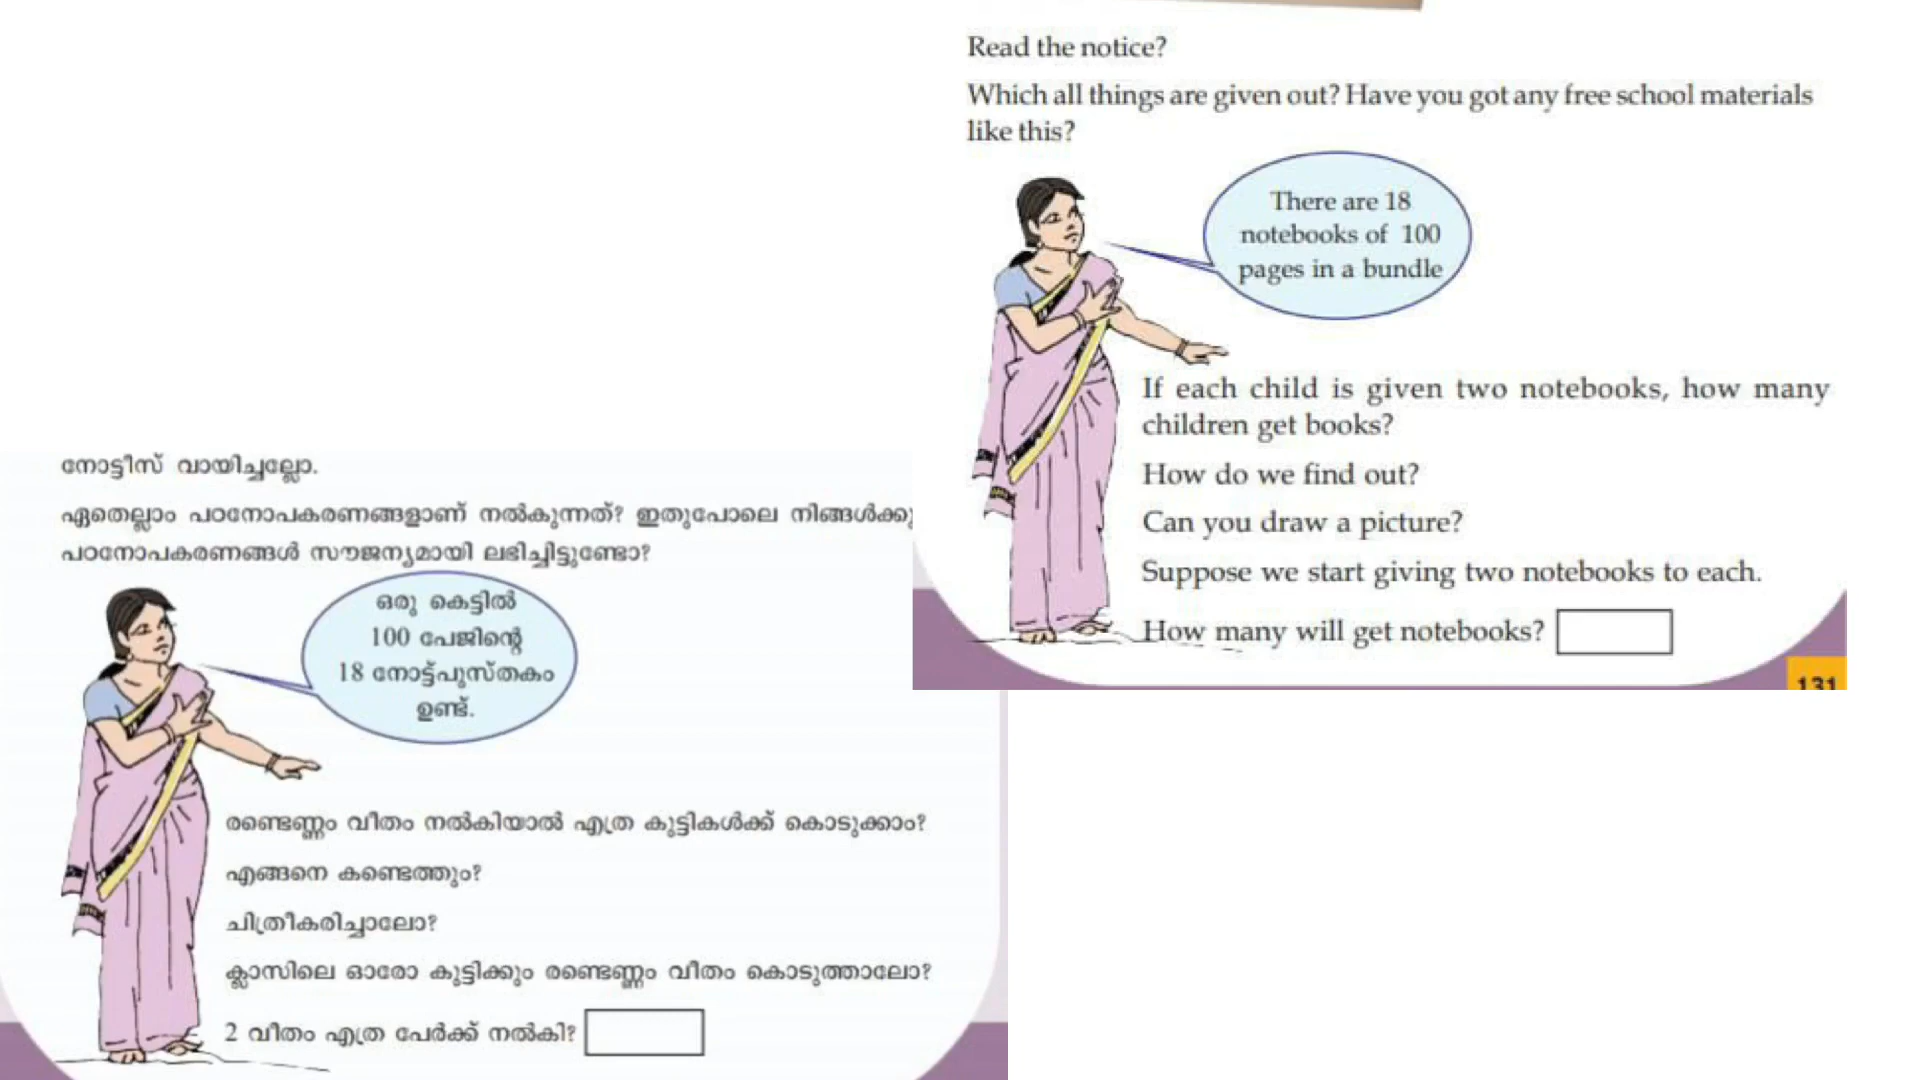 Read the notice?
Which all things are given out? Have you got any free school materials
like this?
There are 18
notebooks of 100
pages in a bundle
If each child is given two notebooks, how many
children get books?
How do we find out?
Can you draw a picture?
Suppose we start giving two notebooks to each.
How many will get notebooks?
131
നോട്ടീസ് വായിച്ചല്ലോ.
ഏതെല്ലാം പഠനോപകരണങ്ങളാണ് നൽകുന്നത്? ഇതുപോലെ നിങ്ങൾക്കു
പഠനോപകരണങ്ങൾ സൗജന്യമായി ലഭിച്ചിട്ടുണ്ടോ?
ഒരു കെട്ടിൽ
100 പേജിന്റെ
18 നോട്ട്പുസ്തകം
ഉണ്ട്.
രണ്ടെണ്ണം വീതം നൽകിയാൽ എത്ര കുട്ടികൾക്ക് കൊടുക്കാം?
എങ്ങനെ കണ്ടെത്തും?
ചിത്രീകരിച്ചാലോ?
ക്ലാസിലെ ഓരോ കുട്ടിക്കും രണ്ടെണ്ണം വീതം കൊടുത്താലോ?
2 വീതം എത്ര പേർക്ക് നൽകി?